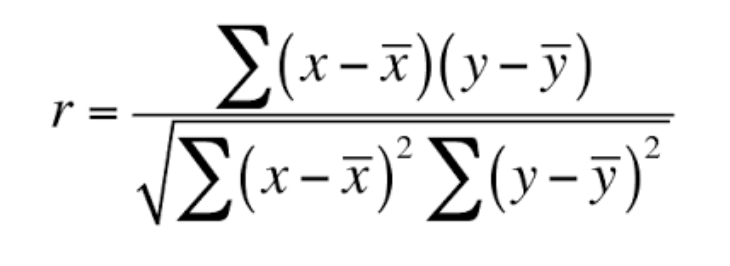 r = ∑(x − x̅)(y − y̅) / √∑(x − x̅)² ∑(y − y̅)²